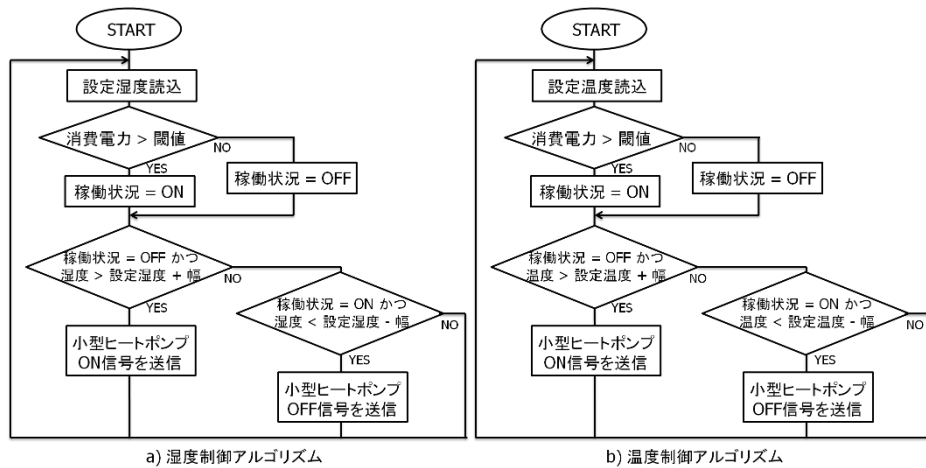 START
設定湿度読込
消費電力 > 閾値
NO
YES
稼働状況 = ON
稼働状況 = OFF
稼働状況 = OFF かつ
湿度 > 設定湿度 + 幅
NO
YES
稼働状況 = ON かつ
湿度 < 設定湿度 - 幅
NO
YES
小型ヒートポンプ
ON信号を送信
小型ヒートポンプ
OFF信号を送信
a) 湿度制御アルゴリズム
START
設定温度読込
消費電力 > 閾値
NO
YES
稼働状況 = ON
稼働状況 = OFF
稼働状況 = OFF かつ
温度 > 設定温度 + 幅
NO
YES
稼働状況 = ON かつ
温度 < 設定温度 - 幅
NO
YES
小型ヒートポンプ
ON信号を送信
小型ヒートポンプ
OFF信号を送信
b) 温度制御アルゴリズム